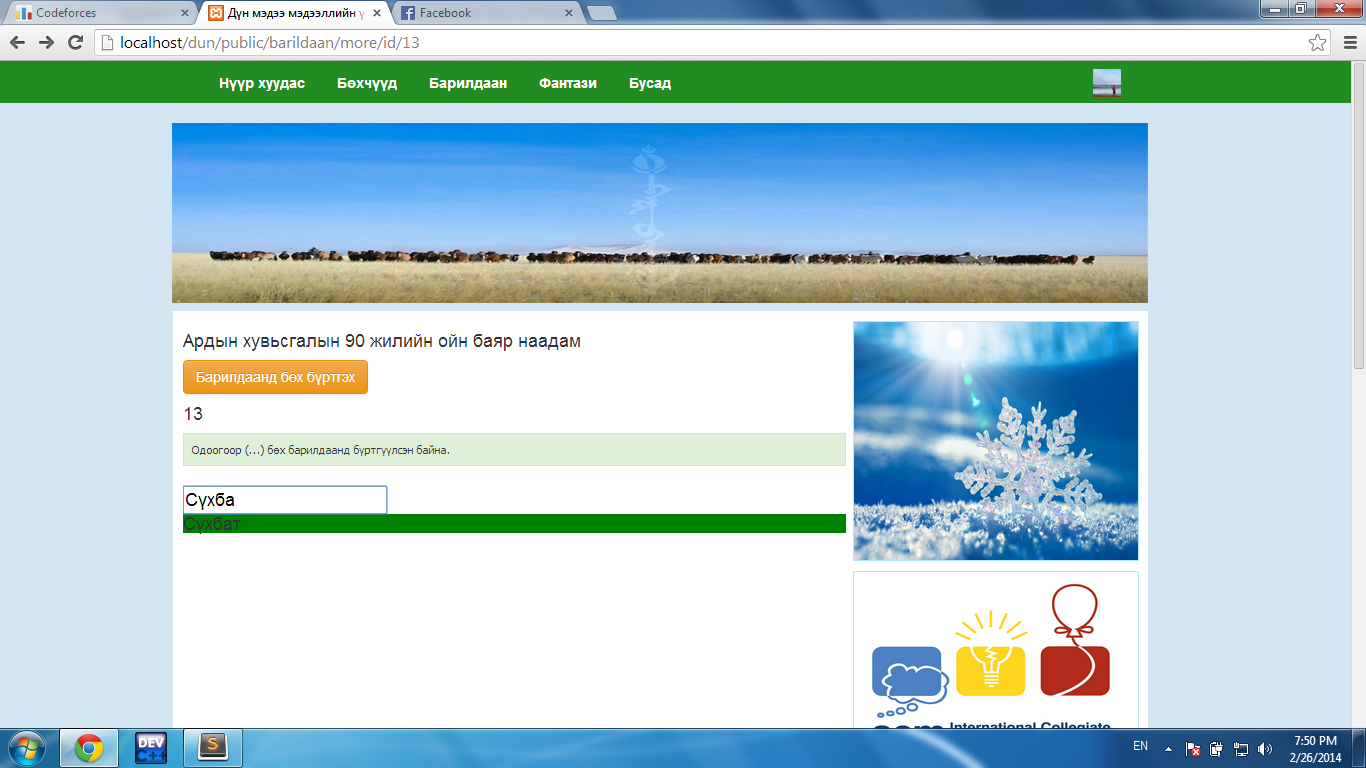 Codeforces
Дүн мэдээ мэдээллийн ү
Facebook
localhost/dun/public/barildaan/more/id/13
Нүүр хуудас Бөхчүүд Барилдаан Фантази Бусад
Ардын хувьсгалын 90 жилийн ойн баяр наадам
Барилдаанд бөх бүртгэх
13
Одоогоор (...) бөх барилдаанд бүртгүүлсэн байна.
Сүхба
Сүхбат
International Collegiate
DEV
C++
S
EN
7:50 PM
2/26/2014